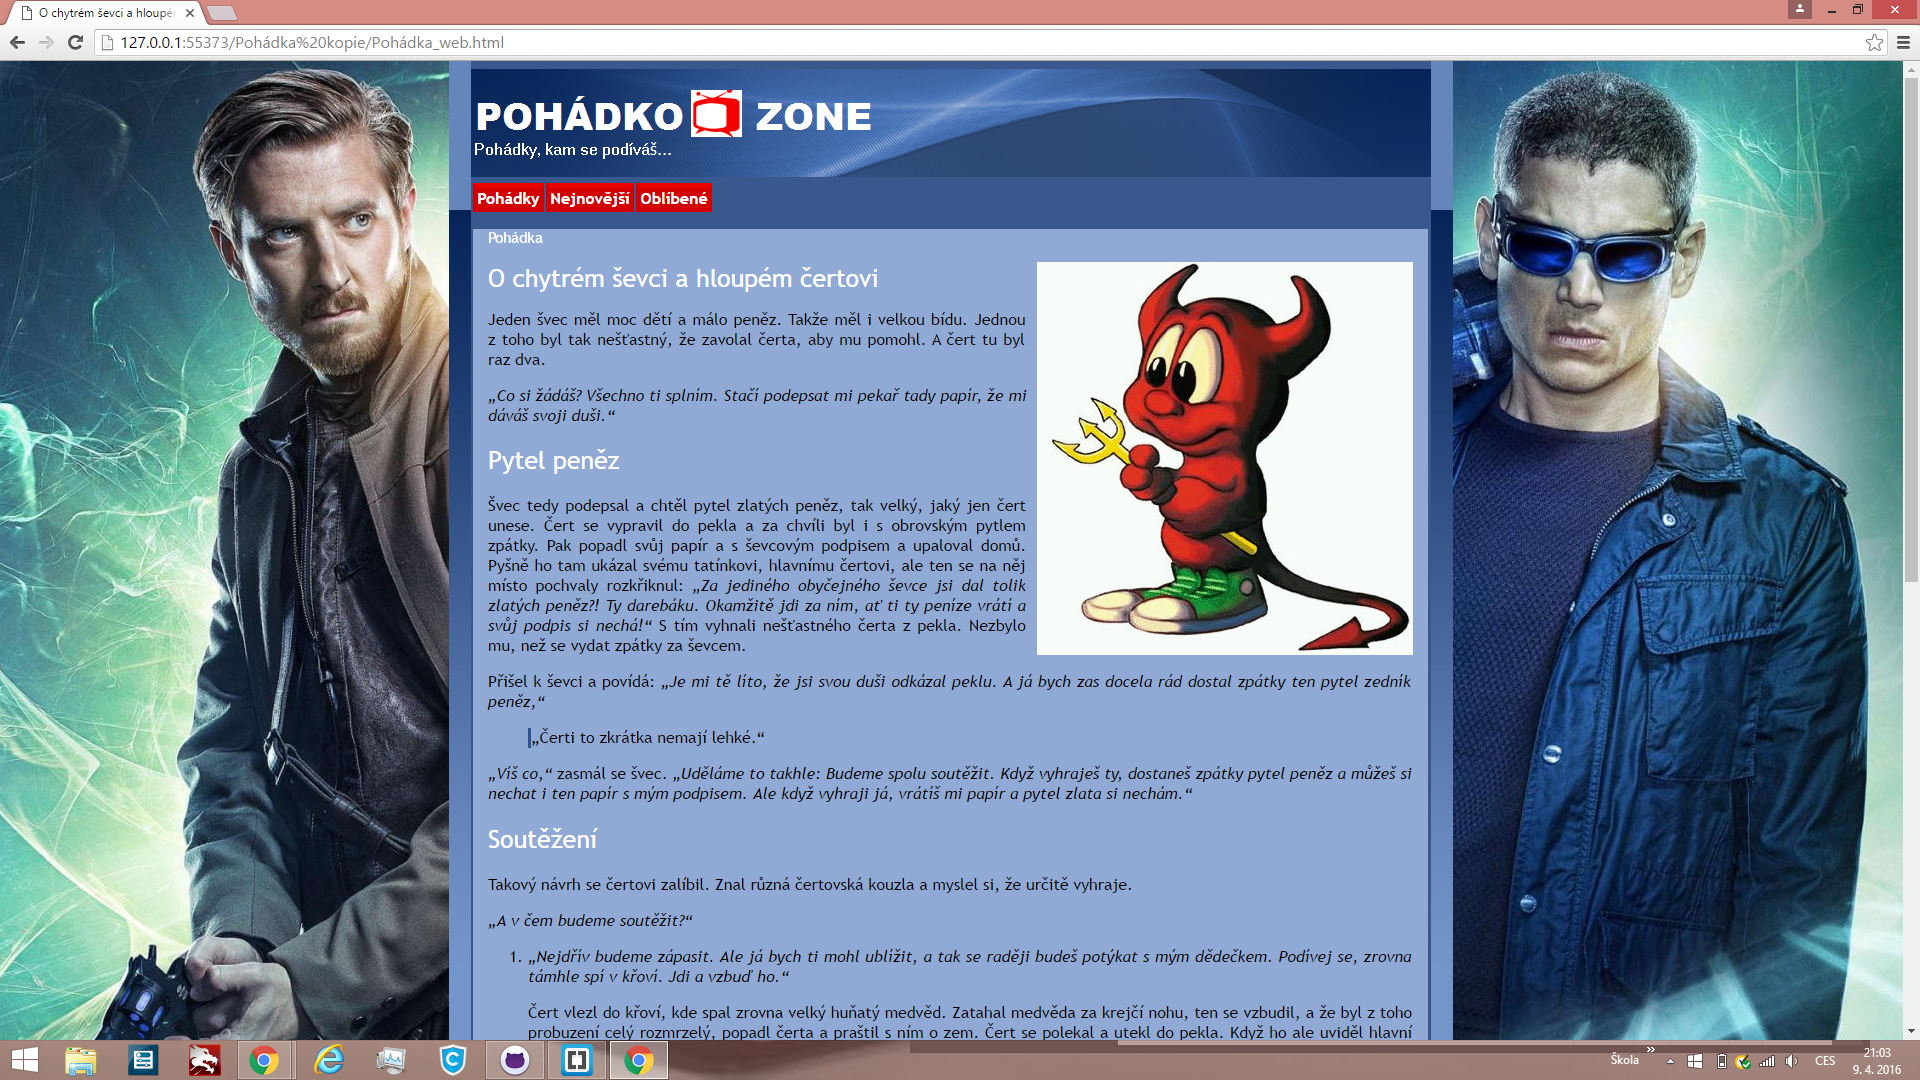 O chytrém ševci a hloupé
127.0.0.1:55373/Pohádka%20kopie/Pohádka_web.html
POHÁDKO ZONE
Pohádky, kam se podíváš...
Pohádky Nejnovější Oblíbené
Pohádka
O chytrém ševci a hloupém čertovi
Jeden švec měl moc dětí a málo peněz. Takže měl i velkou bídu. Jednou
z toho byl tak nešťastný, že zavolal čerta, aby mu pomohl. A čert tu byl
raz dva.
„Co si žádáš? Všechno ti splním. Stačí podepsat mi pekař tady papír, že mi
dáváš svoji duši.“
Pytel peněz
Švec tedy podepsal a chtěl pytel zlatých peněz, tak velký, jaký jen čert
unese. Čert se vypravil do pekla a za chvíli byl i s obrovským pytlem
zpátky. Pak popadl svůj papír a s ševcovým podpisem a upaloval domů.
Pyšně ho tam ukázal svému tatínkovi, hlavnímu čertovi, ale ten se na něj
místo pochvaly rozkřiknul: „Za jediného obyčejného ševce jsi dal tolik
zlatých peněz?! Ty darebáku. Okamžitě jdi za ním, ať ti ty peníze vrátí a
svůj podpis si nechá!“ S tím vyhnali nešťastného čerta z pekla. Nezbylo
mu, než se vydat zpátky za ševcem.
Přišel k ševci a povídá: „Je mi tě líto, že jsi svou duši odkázal peklu. A já bych zas docela rád dostal zpátky ten pytel zedník
peněz,“
„Čerti to zkrátka nemají lehké.“
„Víš co,“ zasmál se švec. „Uděláme to takhle: Budeme spolu soutěžit. Když vyhraješ ty, dostaneš zpátky pytel peněz a můžeš si
nechat i ten papír s mým podpisem. Ale když vyhraji já, vrátíš mi papír a pytel zlata si nechám.“
Soutěžení
Takový návrh se čertovi zalíbil. Znal různá čertovská kouzla a myslel si, že určitě vyhraje.
„A v čem budeme soutěžit?“
1. „Nejdřív budeme zápasit. Ale já bych ti mohl ublížit, a tak se raději budeš potýkat s mým dědečkem. Podívej se, zrovna
támhle spí v křoví. Jdi a vzbuď ho.“
Čert vlezl do křoví, kde spal zrovna velký huňatý medvěd. Zatahal medvěda za krejčí nohu, ten se vzbudil, a že byl z toho
probuzení celý rozmrzelý, popadl čerta a praštil s ním o zem. Čert se polekal a utekl do pekla. Když ho ale uviděl hlavní
Škola
»
CES
21:03
9. 4. 2016